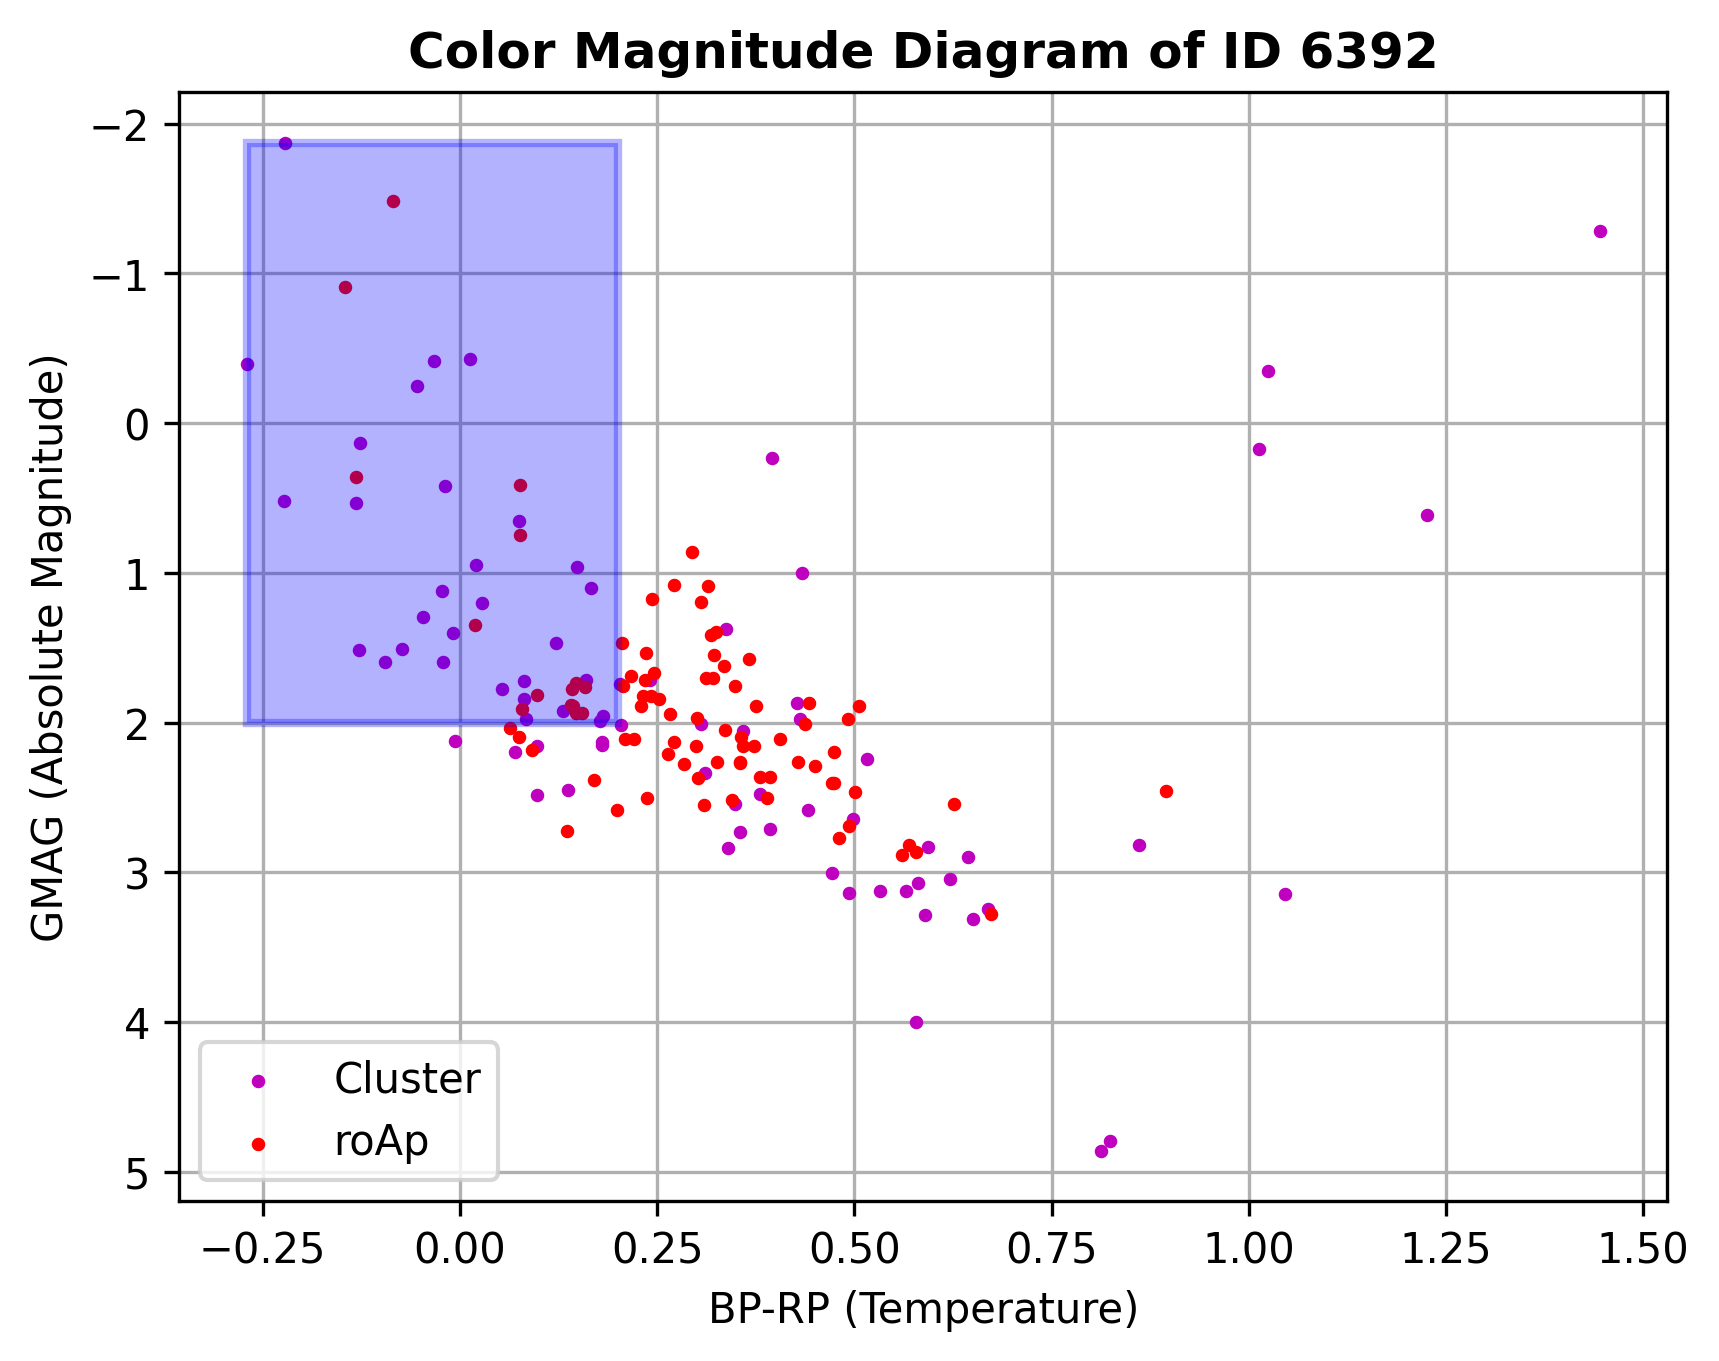 Color Magnitude Diagram of ID 6392
GMAG (Absolute Magnitude)
−2
−1
0
1
2
3
4
5
Cluster
roAp
−0.25 0.00 0.25 0.50 0.75 1.00 1.25 1.50
BP-RP (Temperature)